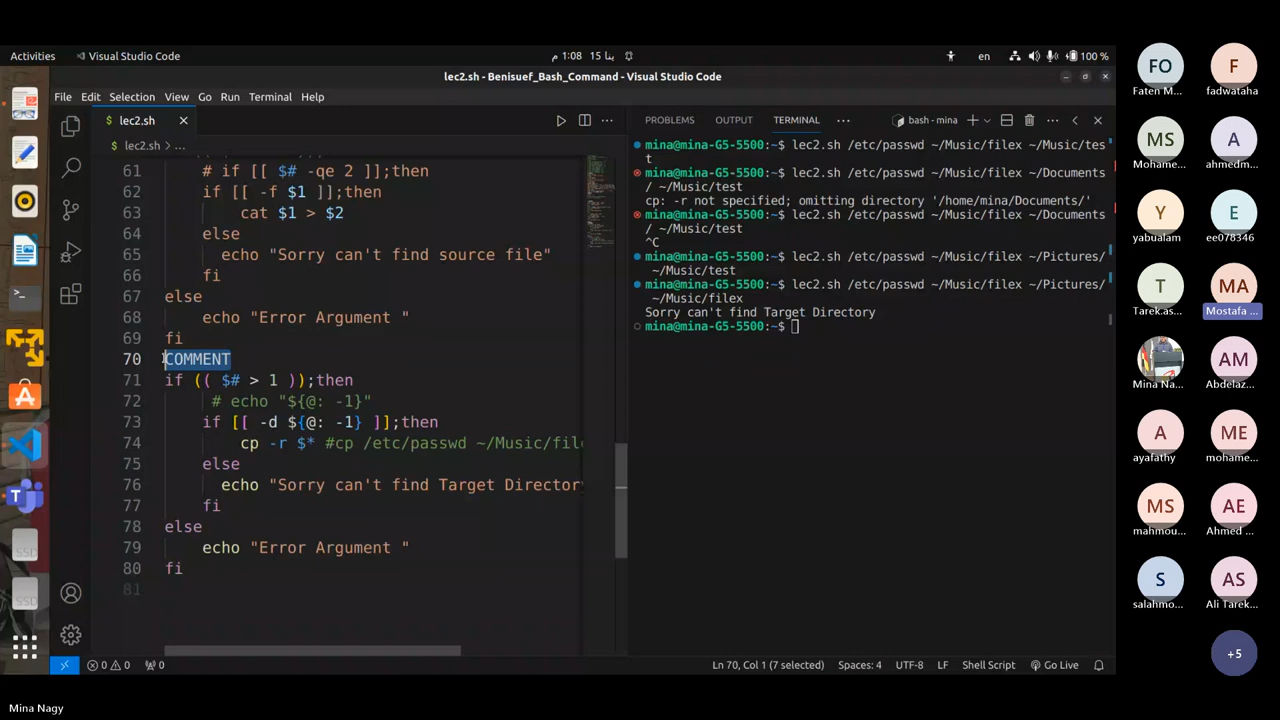 Activities
Visual Studio Code
1:08 م 15 ينا
en
100 %
lec2.sh - Benisuef_Bash_Command - Visual Studio Code
File Edit Selection View Go Run Terminal Help
lec2.sh
lec2.sh > ...
61 # if [[ $# -qe 2 ]];then
62 if [[ -f $1 ]];then
63 cat $1 > $2
64 else
65 echo "Sorry can't find source file"
66 fi
67 else
68 echo "Error Argument "
69 fi
70 COMMENT
71 if (( $# > 1 ));then
72 # echo "${@: -1}"
73 if [[ -d ${@: -1} ]];then
74 cp -r $* #cp /etc/passwd ~/Music/file
75 else
76 echo "Sorry can't find Target Director
77 fi
78 else
79 echo "Error Argument "
80 fi
81
PROBLEMS OUTPUT TERMINAL ...
bash - mina
mina@mina-G5-5500:~$ lec2.sh /etc/passwd ~/Music/filex ~/Music/tes
t
mina@mina-G5-5500:~$ lec2.sh /etc/passwd ~/Music/filex ~/Documents
/ ~/Music/test
cp: -r not specified; omitting directory '/home/mina/Documents/'
mina@mina-G5-5500:~$ lec2.sh /etc/passwd ~/Music/filex ~/Documents
/ ~/Music/test
^C
mina@mina-G5-5500:~$ lec2.sh /etc/passwd ~/Music/filex ~/Pictures/
~/Music/test
mina@mina-G5-5500:~$ lec2.sh /etc/passwd ~/Music/filex ~/Pictures/
~/Music/filex
Sorry can't find Target Directory
mina@mina-G5-5500:~$
SSD
SSD
0 0 0
Ln 70, Col 1 (7 selected) Spaces: 4 UTF-8 LF Shell Script Go Live
FO F
Faten M... fadwataha
MS A
Mohame... ahmedm...
Y E
yabualam ee078346
T MA
Tarek.as... Mostafa ...
AM
Mina Na... Abdelaz...
A ME
ayafathy mohame...
MS AE
mahmou... Ahmed ...
S AS
salahmo... Ali Tarek...
+5
Mina Nagy